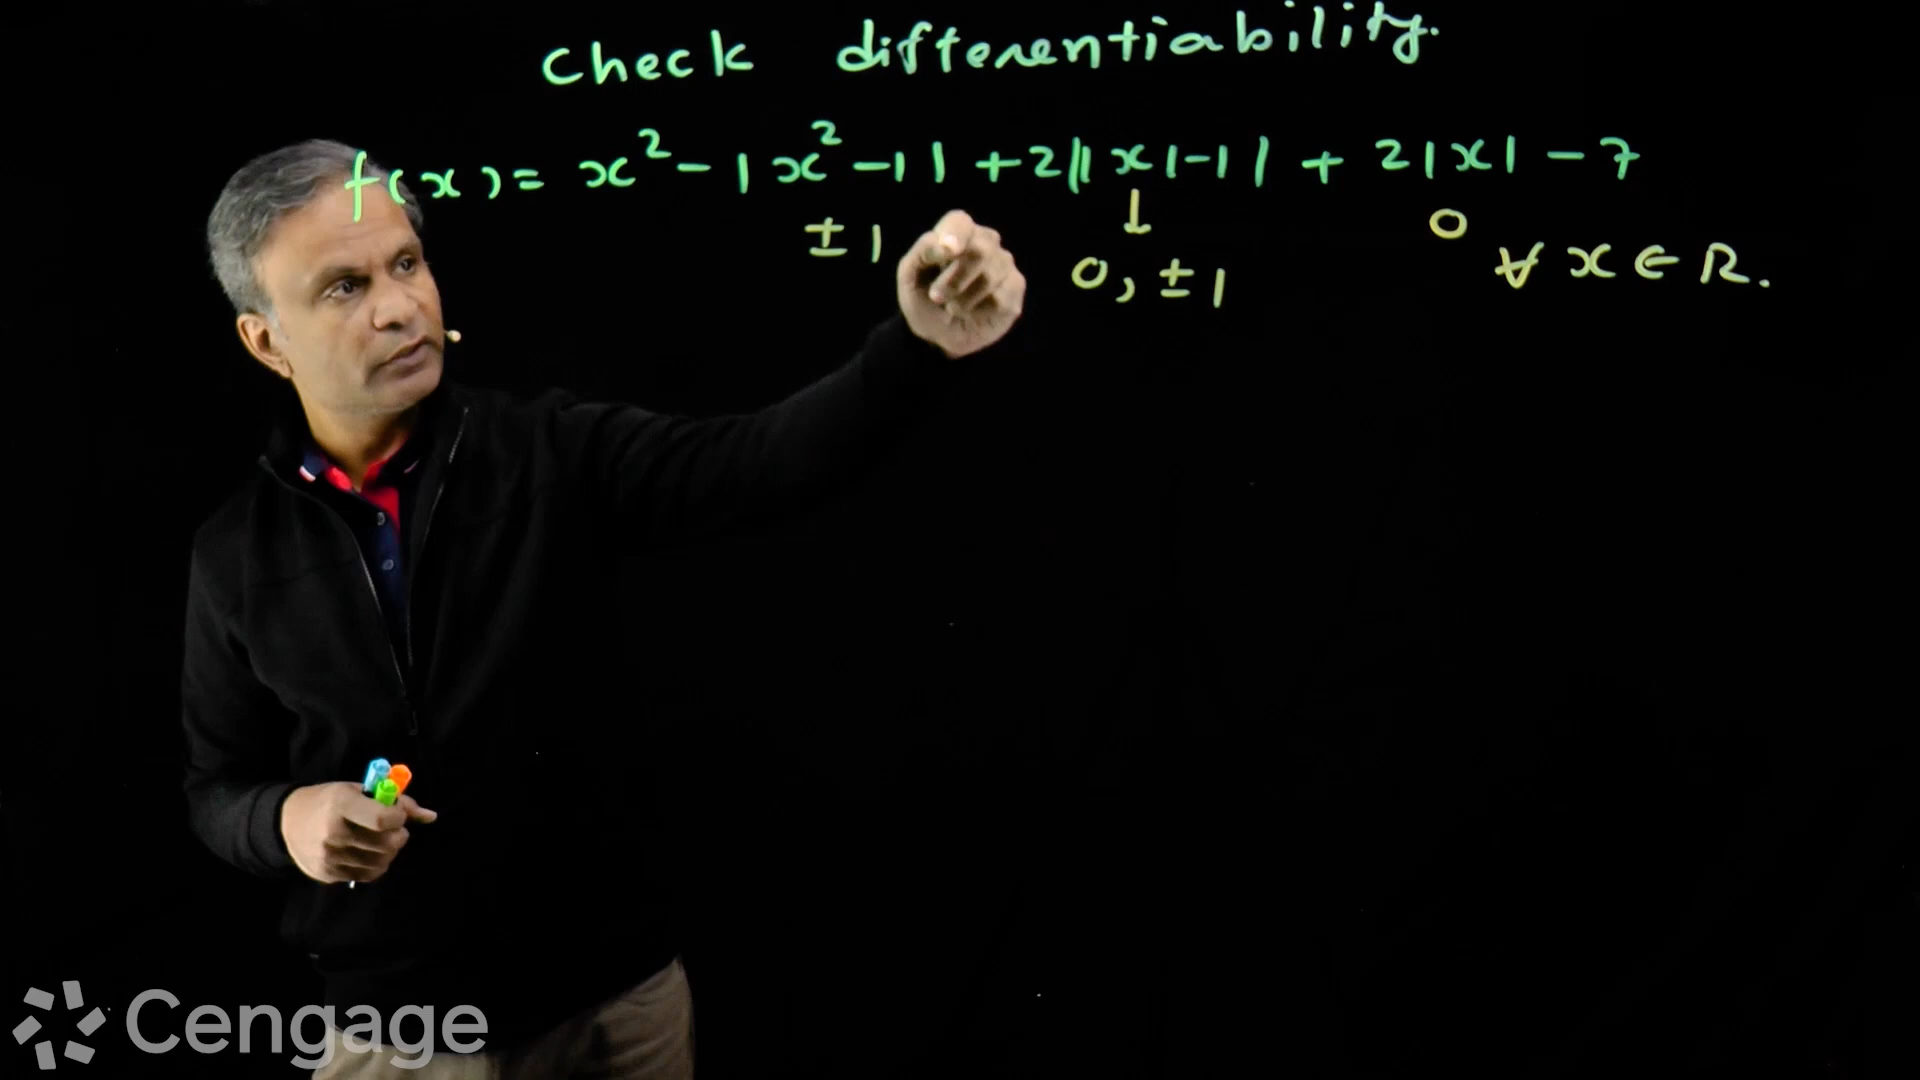 Check differentiability.
f(x) = x² - |x² - 1| + 2||x| - 1| + 2|x| - 7
± 1 ↓ 0
0, ± 1 ∀ x ∈ R.
Cengage